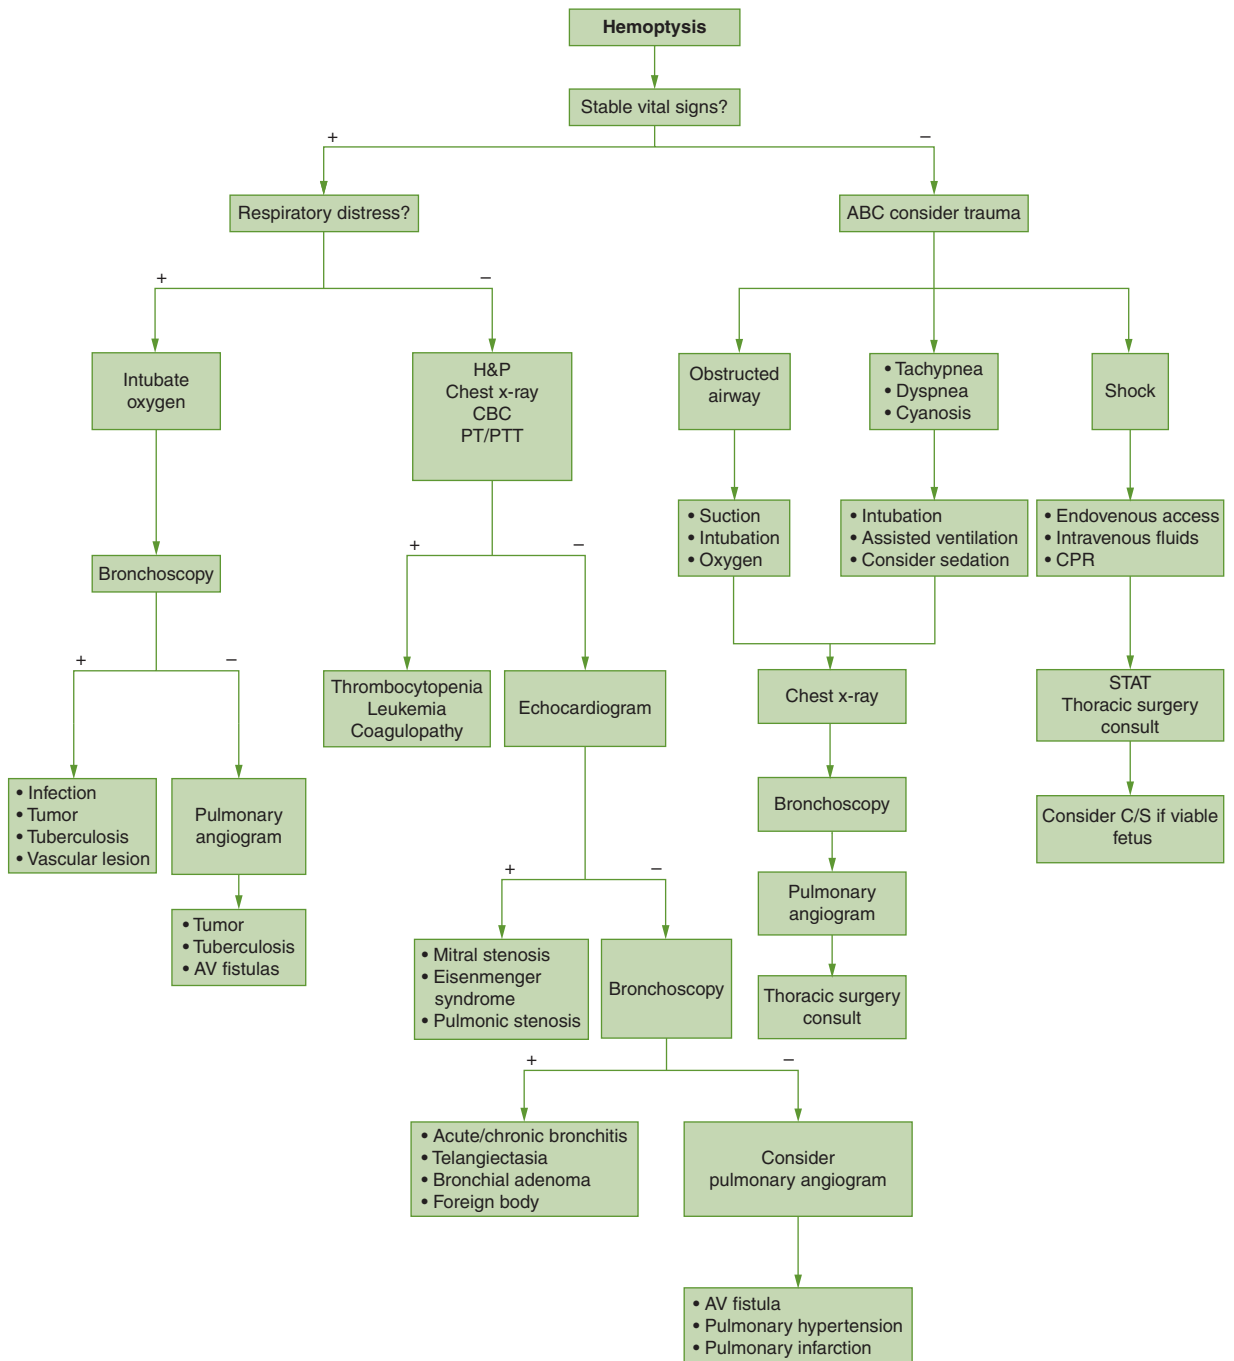 Hemoptysis
Stable vital signs?
+
−
Respiratory distress?
ABC consider trauma
+
−
Intubate
oxygen
H&P
Chest x-ray
CBC
PT/PTT
Obstructed
airway
• Tachypnea
• Dyspnea
• Cyanosis
Shock
• Suction
• Intubation
• Oxygen
• Intubation
• Assisted ventilation
• Consider sedation
• Endovenous access
• Intravenous fluids
• CPR
Bronchoscopy
+
−
+
−
Thrombocytopenia
Leukemia
Coagulopathy
Echocardiogram
Chest x-ray
STAT
Thoracic surgery
consult
• Infection
• Tumor
• Tuberculosis
• Vascular lesion
Pulmonary
angiogram
Bronchoscopy
Consider C/S if viable
fetus
• Tumor
• Tuberculosis
• AV fistulas
+
−
Pulmonary
angiogram
• Mitral stenosis
• Eisenmenger
syndrome
• Pulmonic stenosis
Bronchoscopy
Thoracic surgery
consult
+
−
• Acute/chronic bronchitis
• Telangiectasia
• Bronchial adenoma
• Foreign body
Consider
pulmonary angiogram
• AV fistula
• Pulmonary hypertension
• Pulmonary infarction